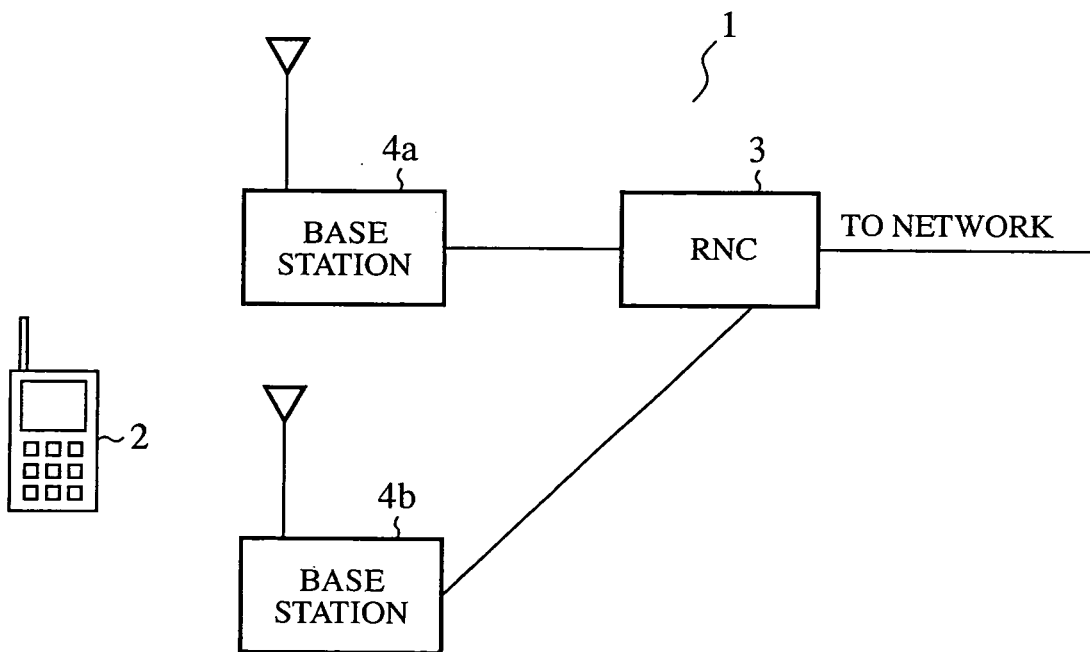 1
4a
3
BASE
STATION
RNC
TO NETWORK
2
4b
BASE
STATION